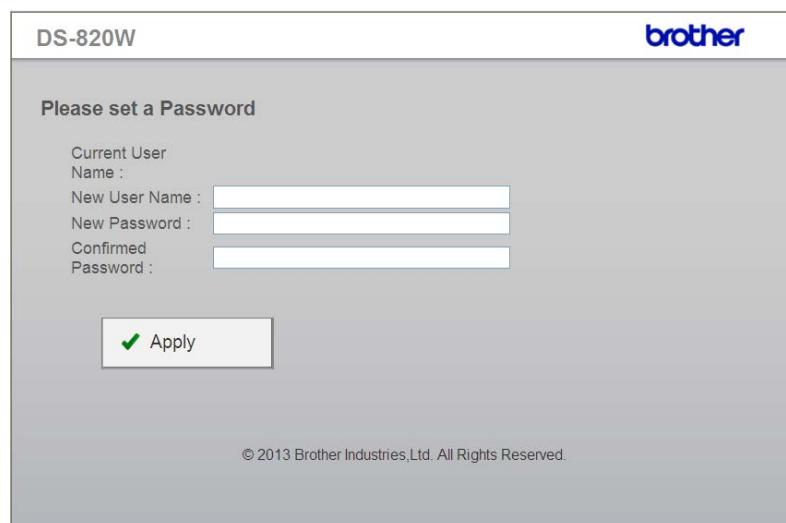 DS-820W
brother
Please set a Password
Current User
Name :
New User Name :
New Password :
Confirmed
Password :
Apply
© 2013 Brother Industries,Ltd. All Rights Reserved.